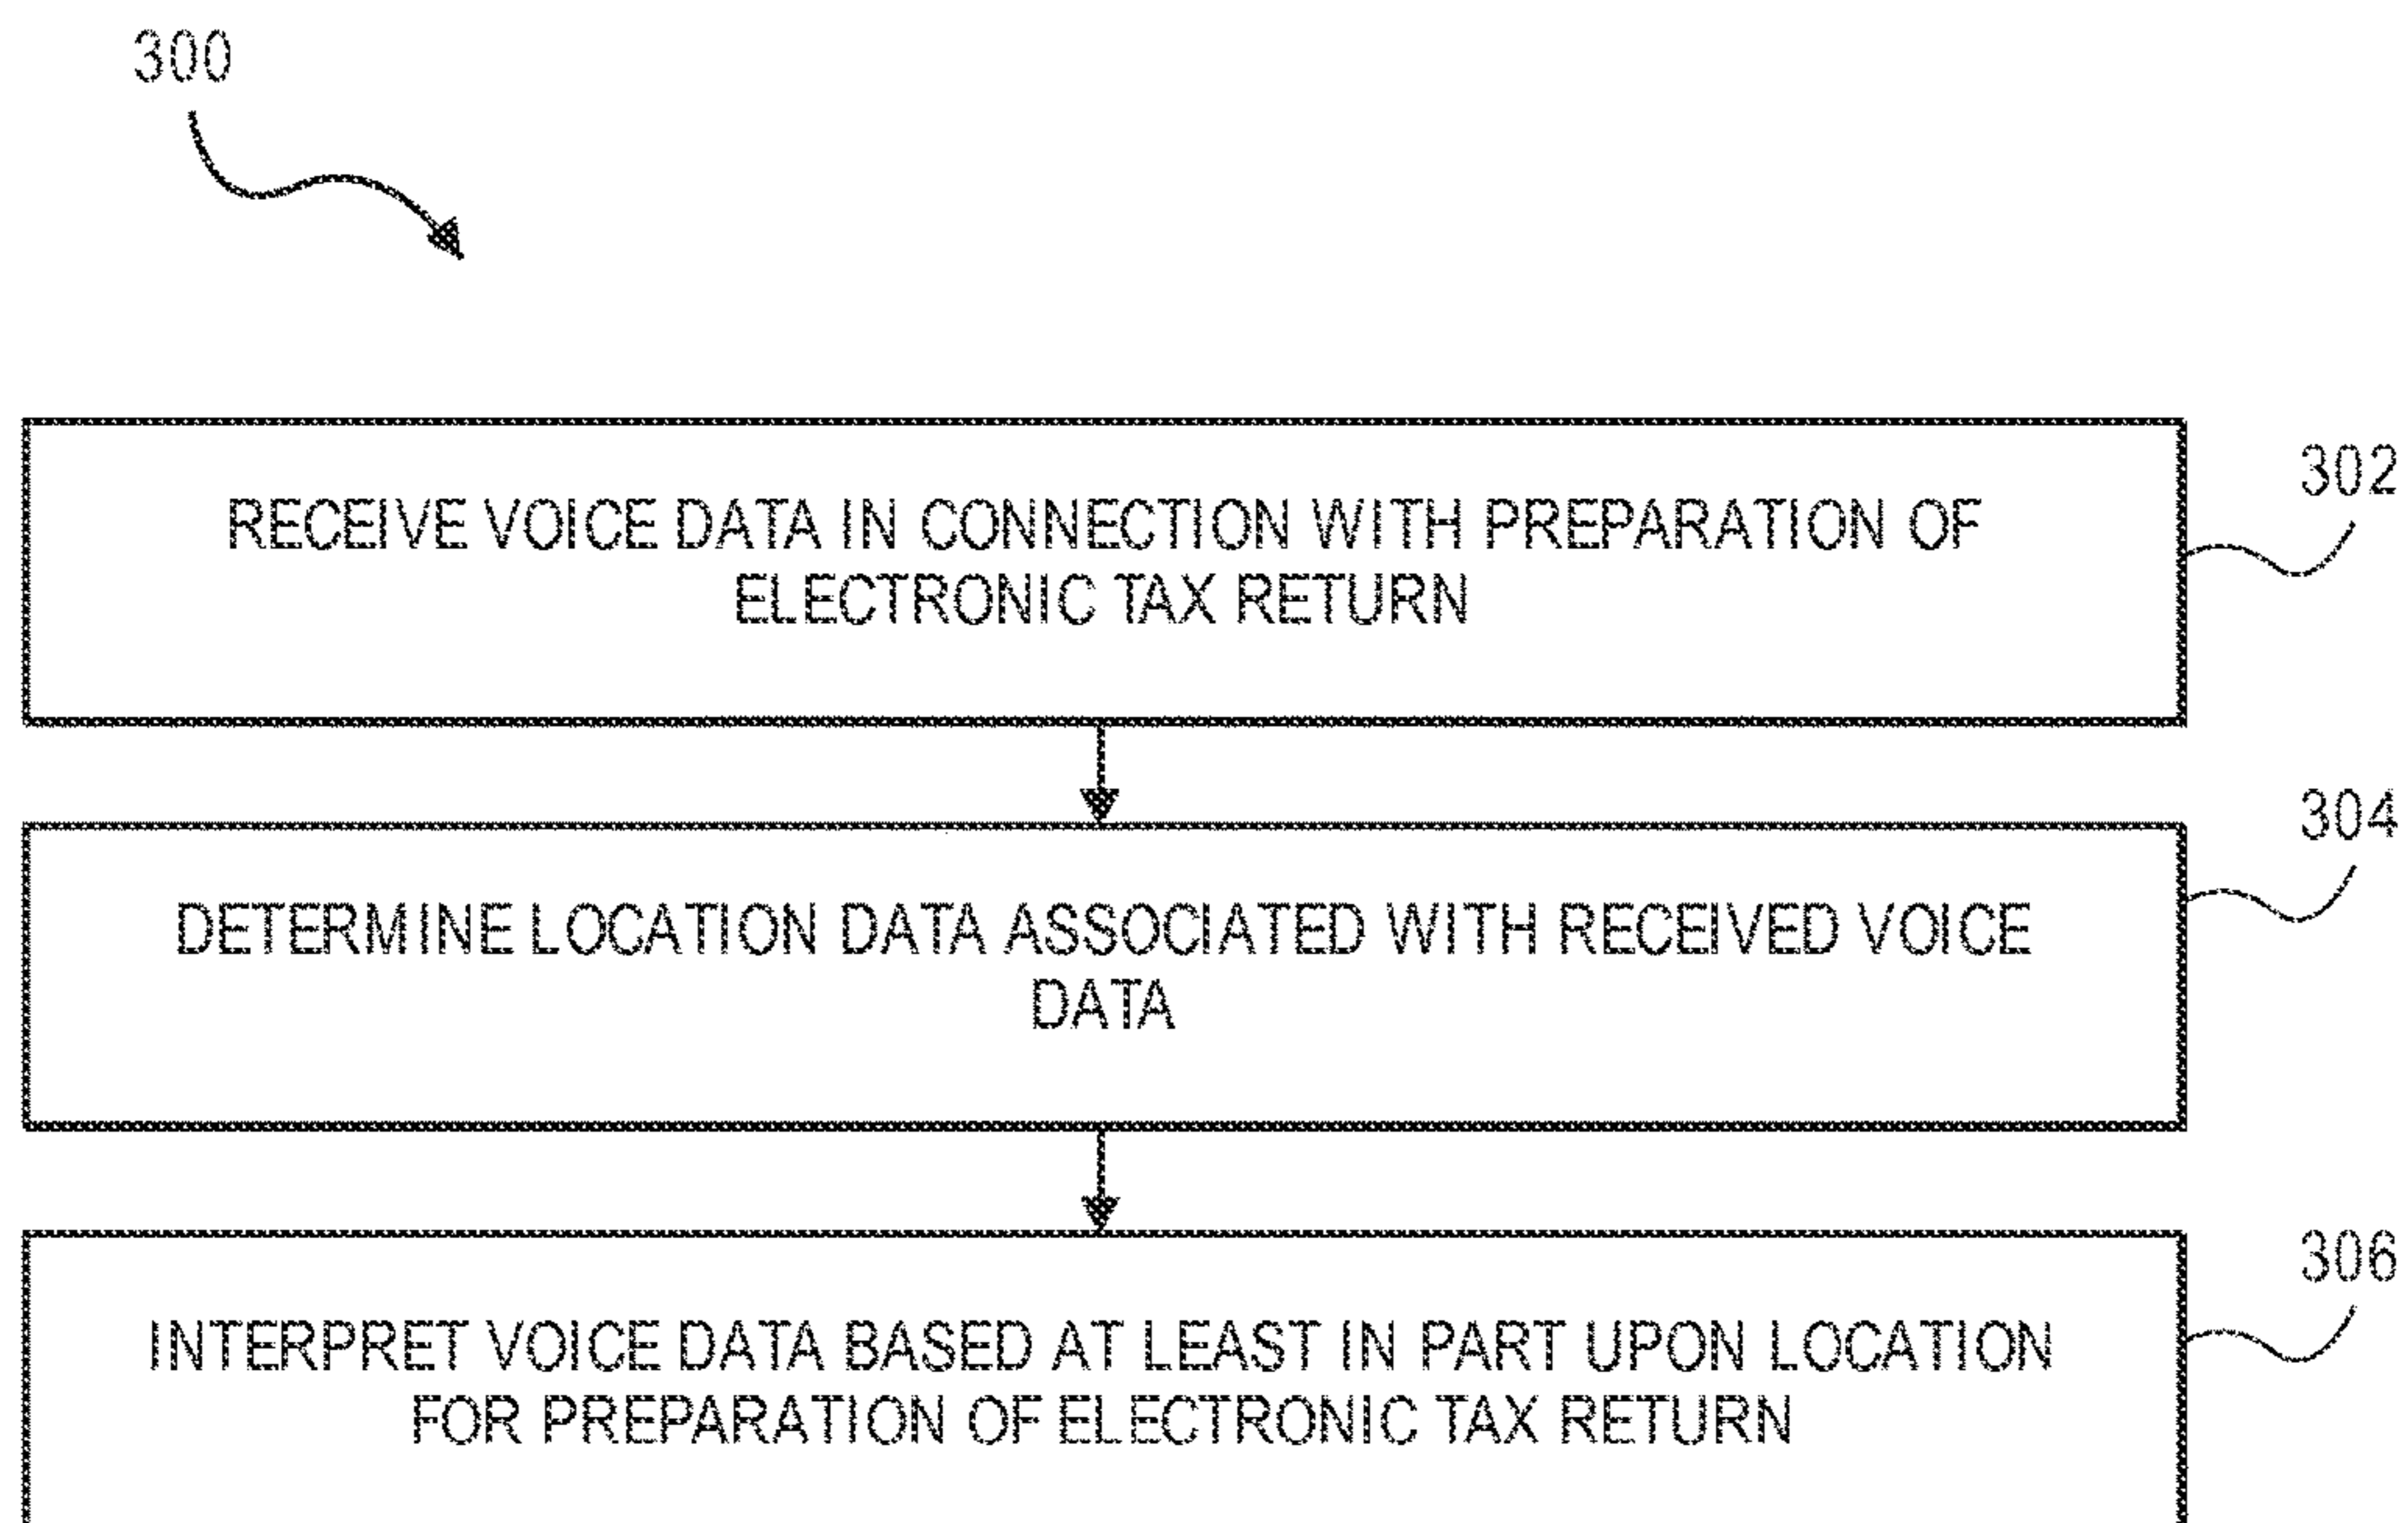 300
302
RECEIVE VOICE DATA IN CONNECTION WITH PREPARATION OF
ELECTRONIC TAX RETURN
304
DETERMINE LOCATION DATA ASSOCIATED WITH RECEIVED VOICE
DATA
306
INTERPRET VOICE DATA BASED AT LEAST IN PART UPON LOCATION
FOR PREPARATION OF ELECTRONIC TAX RETURN